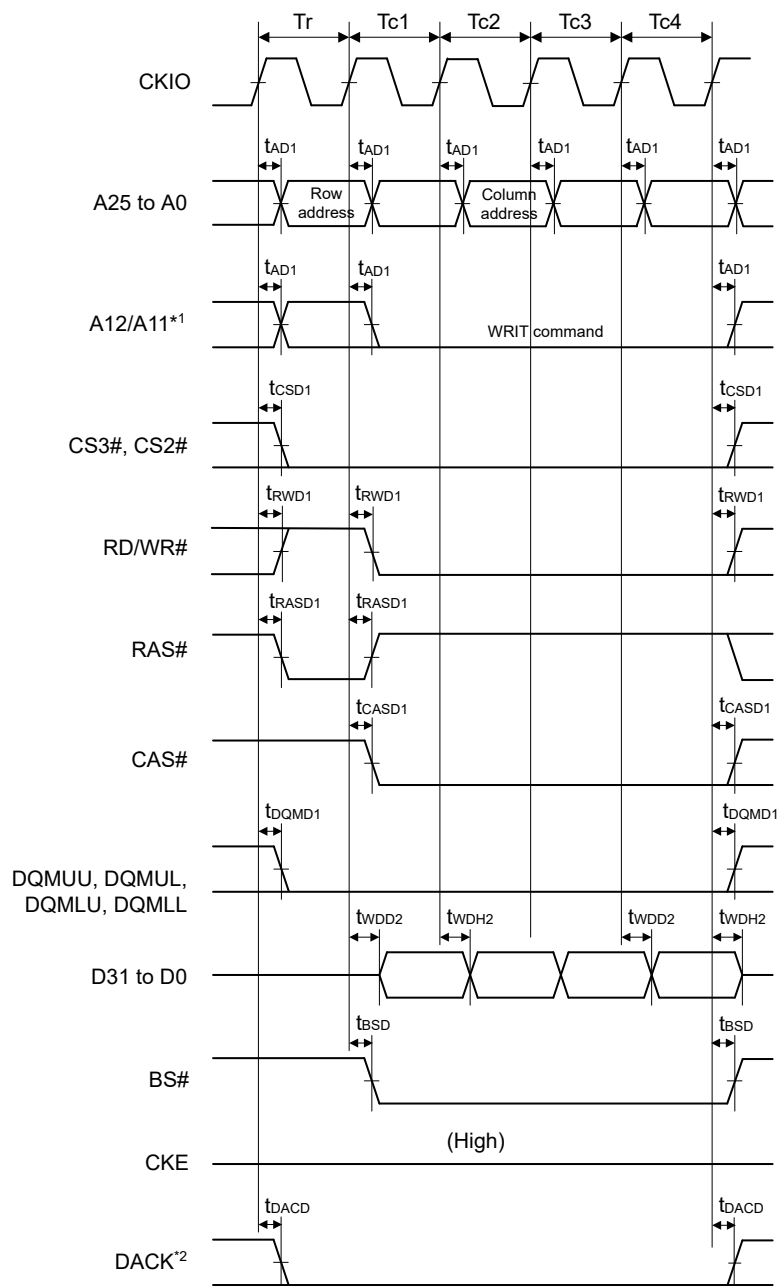 Tr Tc1 Tc2 Tc3 Tc4
CKIO
tAD1 tAD1 tAD1 tAD1 tAD1 tAD1
A25 to A0
Row address
Column address
tAD1 tAD1 tAD1
A12/A11*1
WRIT command
tCSD1 tCSD1
CS3#, CS2#
tRWD1 tRWD1 tRWD1
RD/WR#
tRASD1 tRASD1
RAS#
tCASD1 tCASD1
CAS#
tDQMD1 tDQMD1
DQMUU, DQMUL,
DQMLU, DQMLL
tWDD2 tWDH2 tWDD2 tWDH2
D31 to D0
tBSD tBSD
BS#
(High)
CKE
tDACD tDACD
DACK*2